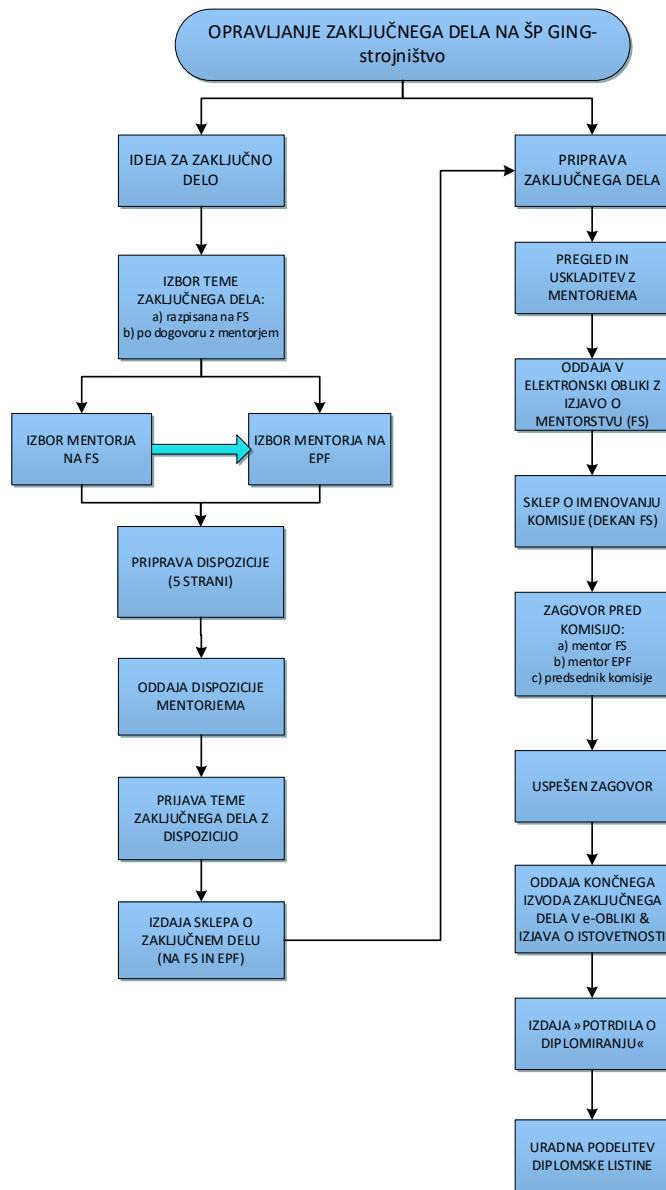 OPRAVLJANJE ZAKLJUČNEGA DELA NA ŠP GING-
strojništvo
IDEJA ZA ZAKLJUČNO
DELO
IZBOR TEME
ZAKLJUČNEGA DELA:
a) razpisana na FS
b) po dogovoru z mentorjem
IZBOR MENTORJA
NA FS
IZBOR MENTORJA NA
EPF
PRIPRAVA DISPOZICIJE
(5 STRANI)
ODDAJA DISPOZICIJE
MENTORJEMA
PRIJAVA TEME
ZAKLJUČNEGA DELA Z
DISPOZICIJO
IZDAJA SKLEPA O
ZAKLJUČNEM DELU
(NA FS IN EPF)
PRIPRAVA
ZAKLJUČNEGA DELA
PREGLED IN
USKLADITEV Z
MENTORJEMA
ODDAJA V
ELEKTRONSKI OBLIKI Z
IZJAVO O
MENTORSTVU (FS)
SKLEP O IMENOVANJU
KOMISIJE (DEKAN FS)
ZAGOVOR PRED
KOMISIJO:
a) mentor FS
b) mentor EPF
c) predsednik komisije
USPEŠEN ZAGOVOR
ODDAJA KONČNEGA
IZVODA ZAKLJUČNEGA
DELA V e-OBLIKI &
IZJAVA O ISTOVETNOSTI
IZDAJA »POTRDILA O
DIPLOMIRANJU«
URADNA PODELITEV
DIPLOMSKE LISTINE